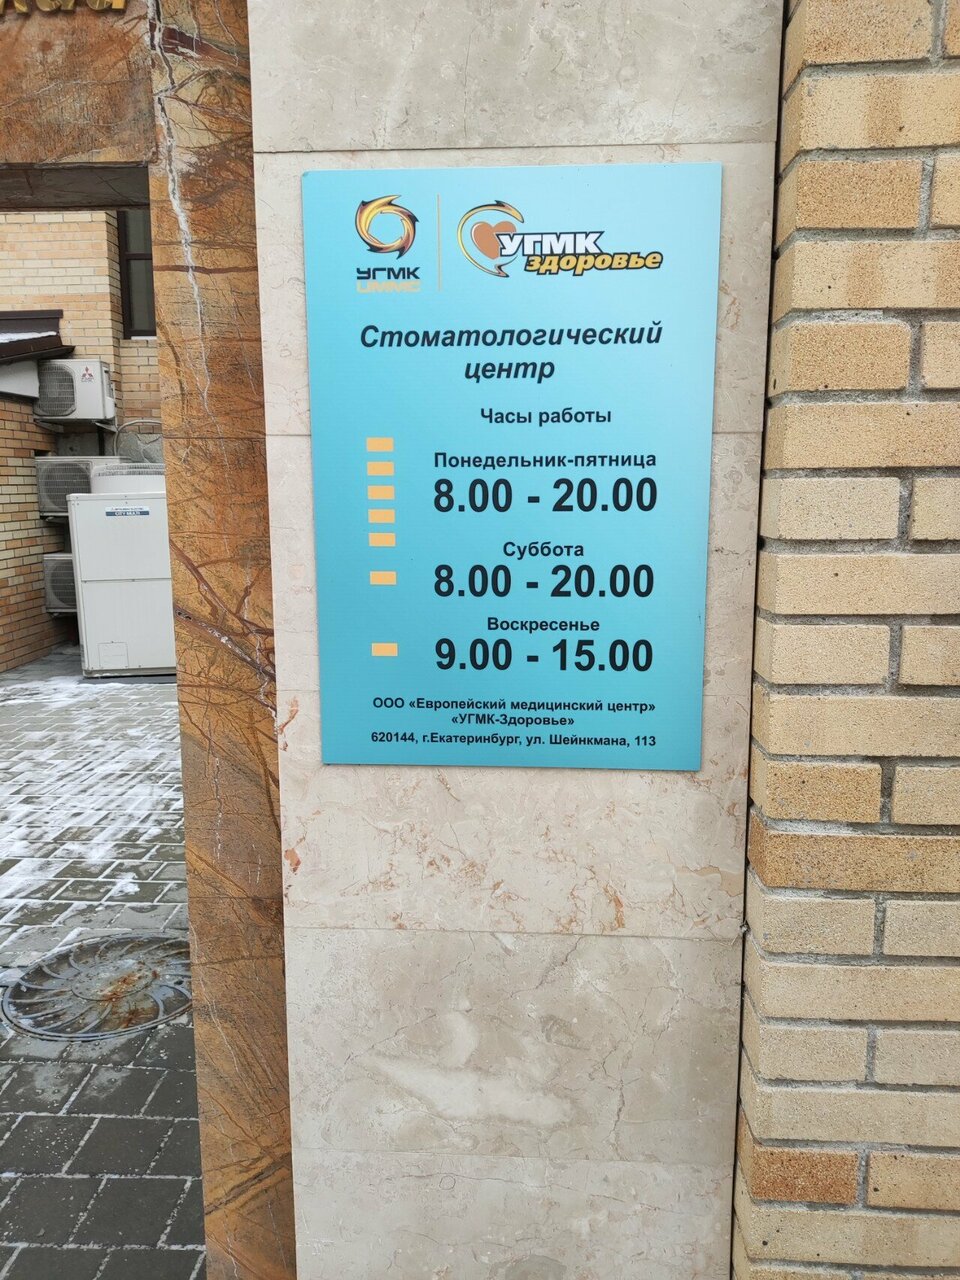 УГМК
UMMC
УГМК
здоровье
Стоматологический
центр
Часы работы
Понедельник-пятница
8.00 - 20.00
Суббота
8.00 - 20.00
Воскресенье
9.00 - 15.00
ООО «Европейский медицинский центр»
«УГМК-Здоровье»
620144, г.Екатеринбург, ул. Шейнкмана, 113